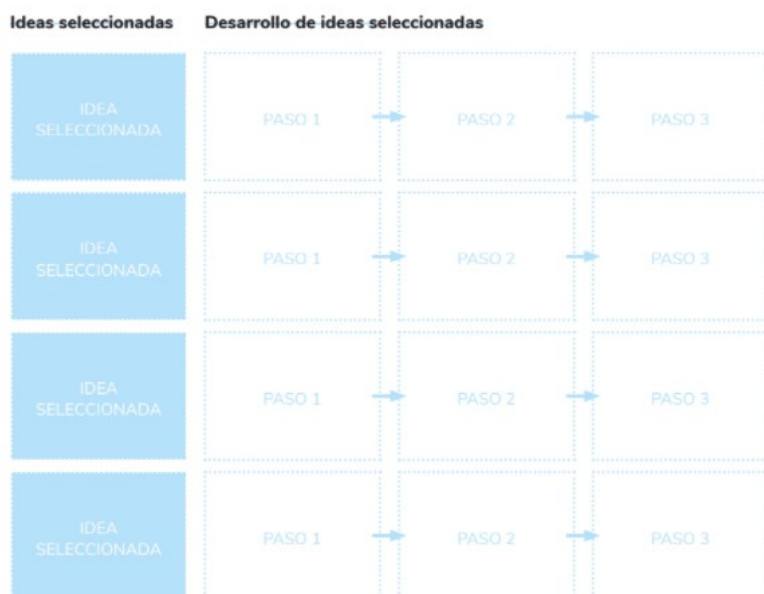 Ideas seleccionadas
Desarrollo de ideas seleccionadas
IDEA
SELECCIONADA
PASO 1
PASO 2
PASO 3
IDEA
SELECCIONADA
PASO 1
PASO 2
PASO 3
IDEA
SELECCIONADA
PASO 1
PASO 2
PASO 3
IDEA
SELECCIONADA
PASO 1
PASO 2
PASO 3